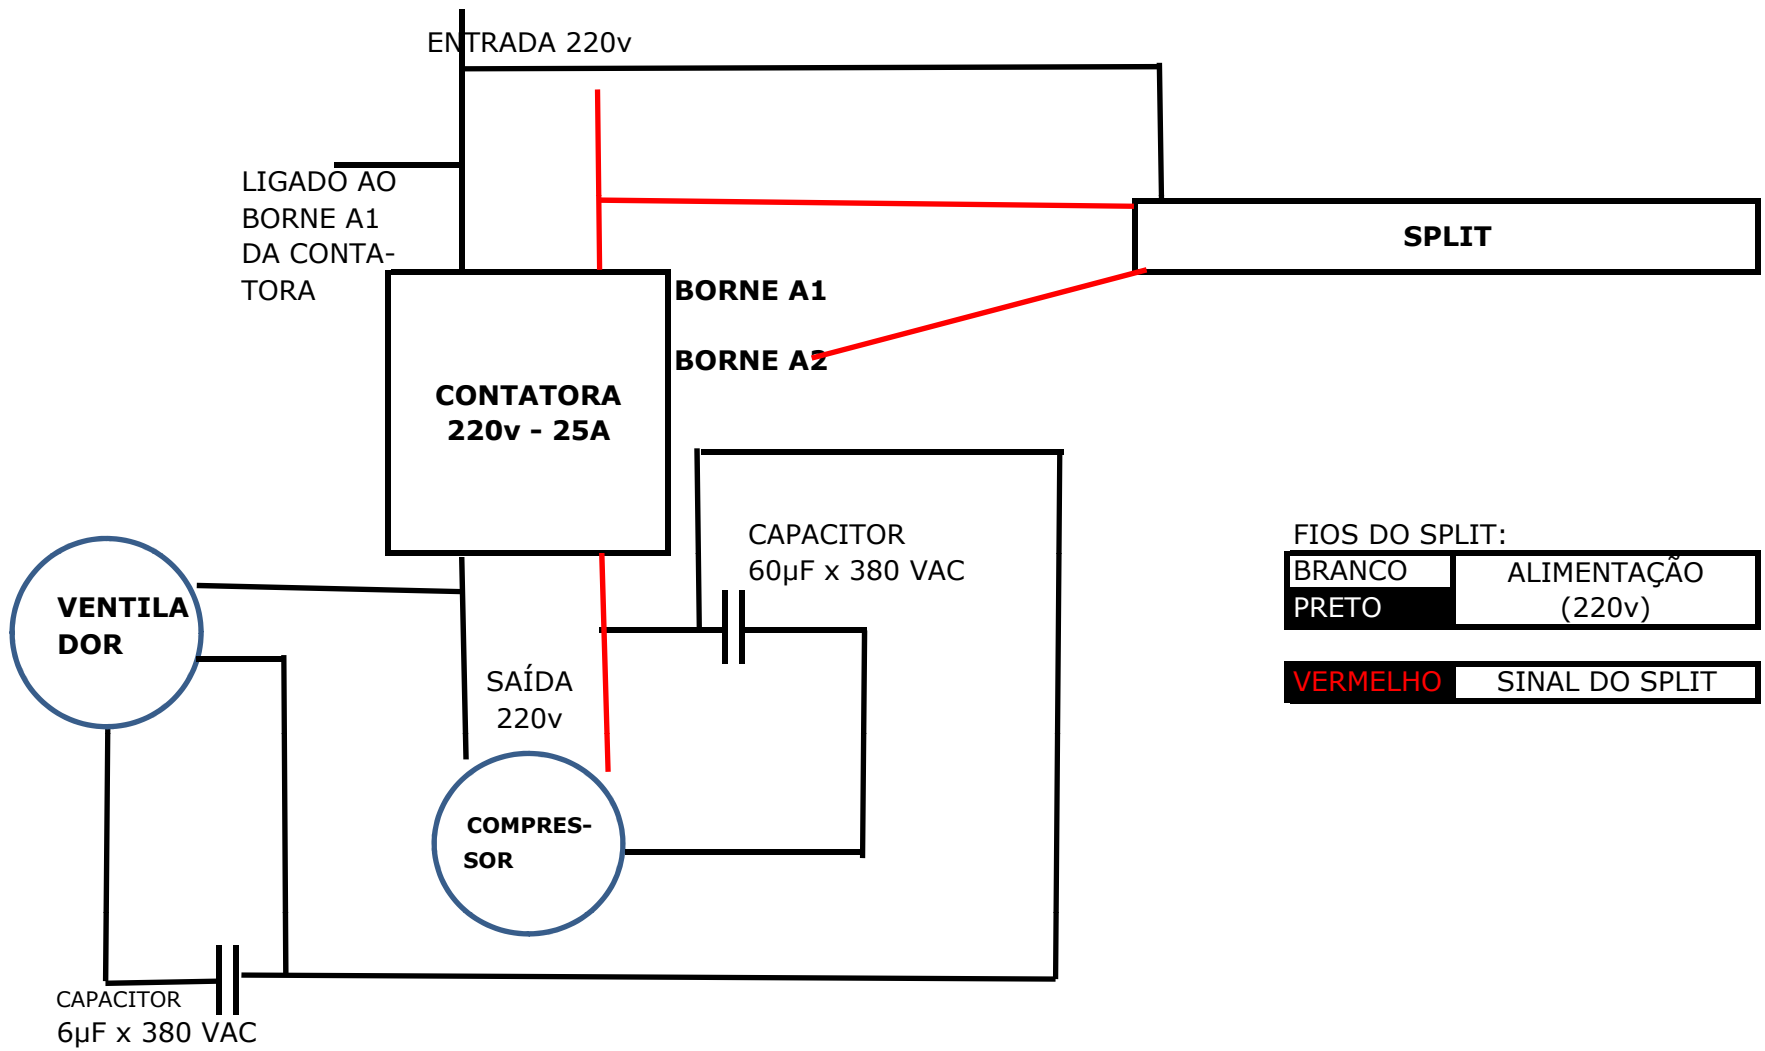 ENTRADA 220v
LIGADO AO
BORNE A1
DA CONTA-
TORA
SPLIT
BORNE A1
BORNE A2
CONTATORA
220v – 25A
CAPACITOR
60µF x 380 VAC
FIOS DO SPLIT:
BRANCO
PRETO
ALIMENTAÇÃO
(220v)
VERMELHO
SINAL DO SPLIT
VENTILA
DOR
SAÍDA
220v
COMPRES-
SOR
CAPACITOR
6µF x 380 VAC